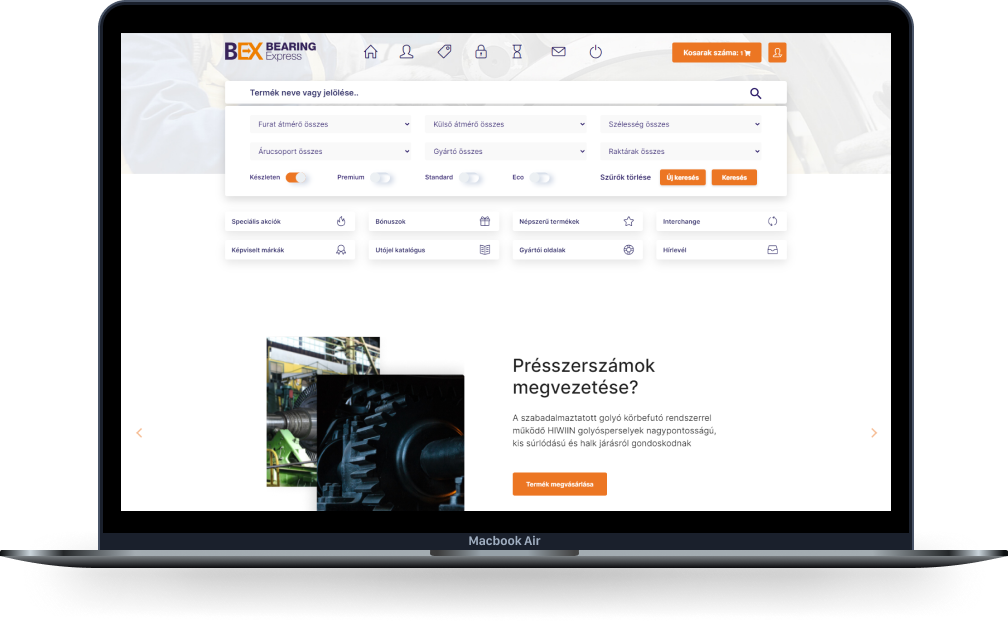 BEX BEARING
Express
Kosarak száma: 1
Termék neve vagy jelölése..
Furat átmérő összes
Külső átmérő összes
Szélesség összes
Árucsoport összes
Gyártó összes
Raktárak összes
Készleten
Premium
Standard
Eco
Szűrök törlése
Új keresés
Keresés
Speciális akciók
Bónuszok
Népszerű termékek
Interchange
Képviselt márkák
Utójel katalógus
Gyártói oldalak
Hírlevél
Présszerszámok
megvezetése?
A szabadalmaztatott golyó körbefutó rendszerrel
működő HIWIIN golyósperselyek nagypontosságú,
kis súrlódású és halk járásról gondoskodnak
Termék megvásárlása
Macbook Air